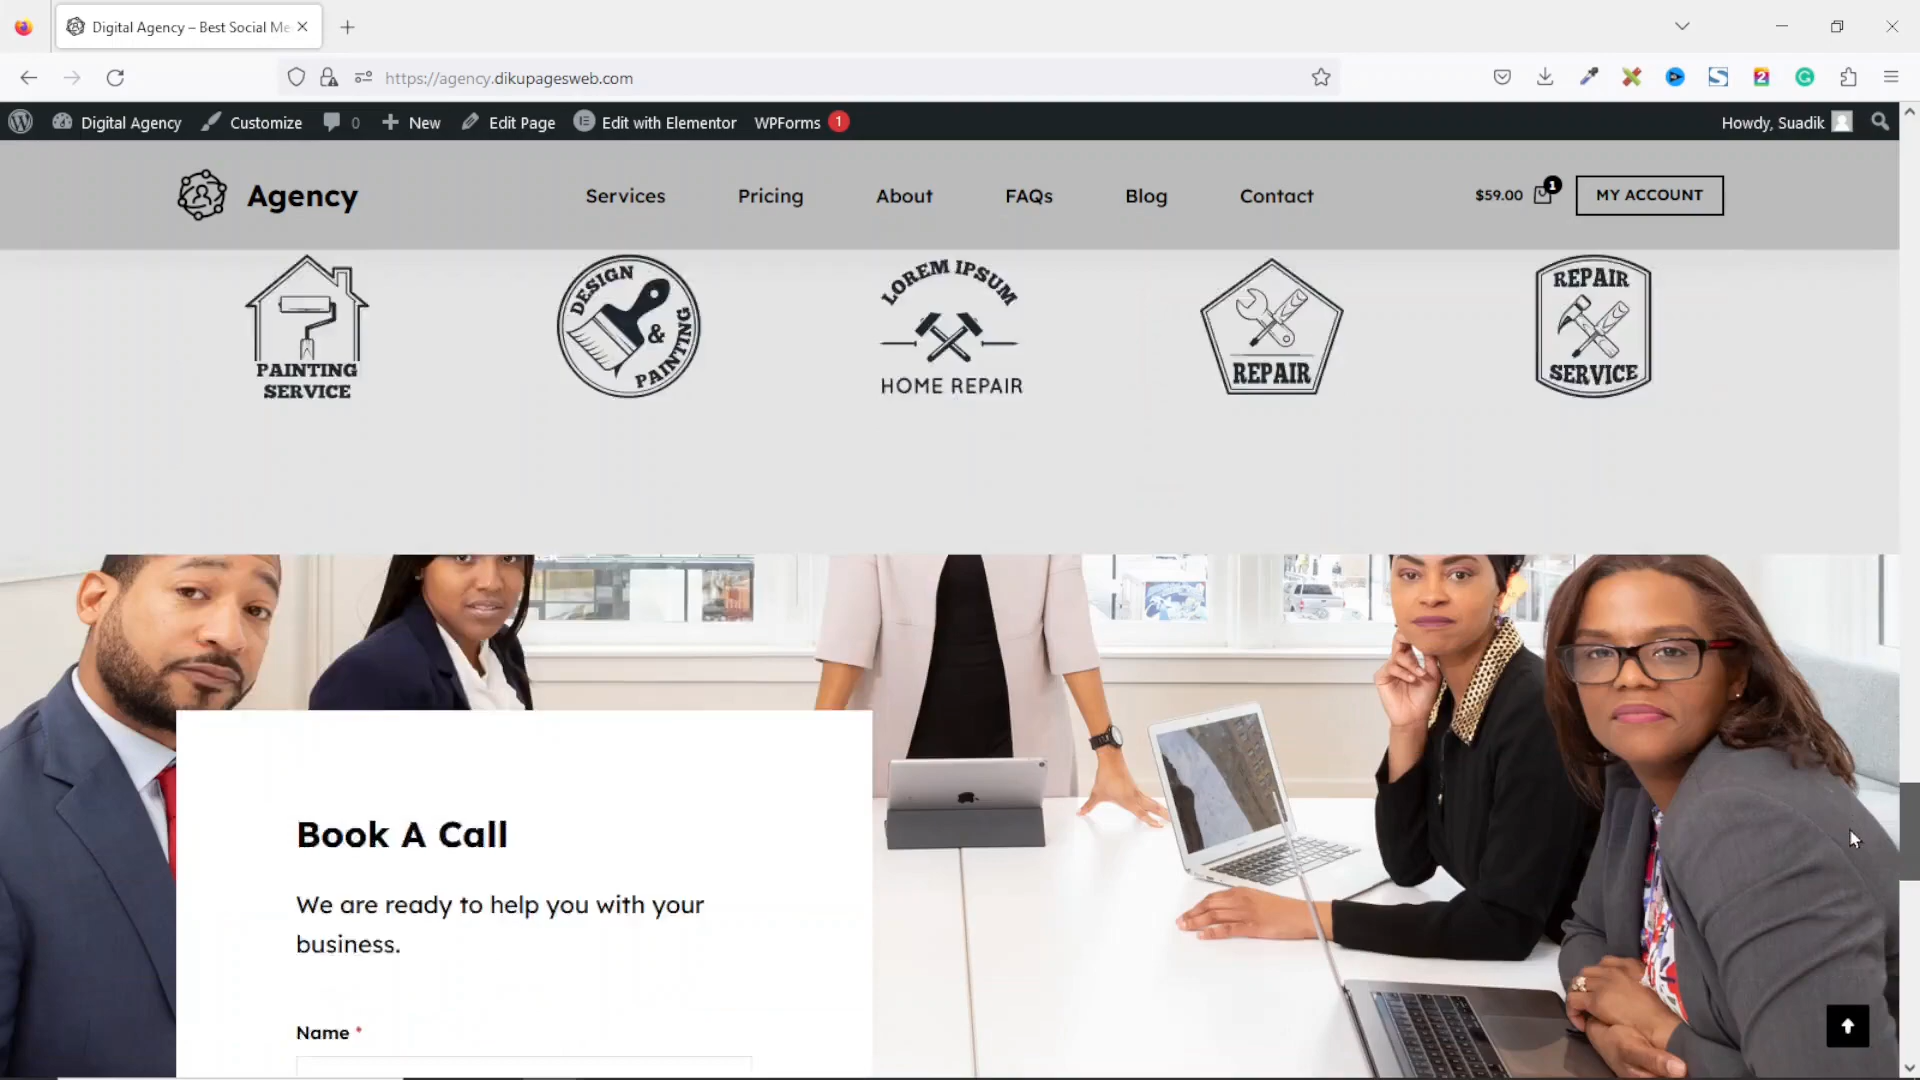 Digital Agency – Best Social Me
https://agency.dikupagesweb.com
Digital Agency Customize 0 New Edit Page Edit with Elementor WPForms 1 Howdy, Suadik
Agency Services Pricing About FAQs Blog Contact $59.00 1 MY ACCOUNT
PAINTING
SERVICE
DESIGN
&
PAINTING
LOREM IPSUM
HOME REPAIR
REPAIR
REPAIR
SERVICE
Book A Call
We are ready to help you with your
business.
Name *